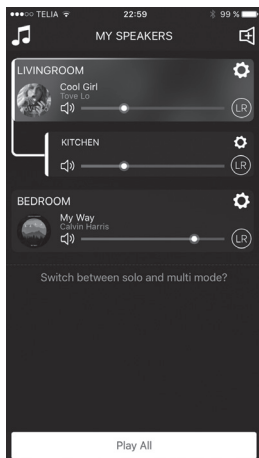 TELIA 22:59 99 %
MY SPEAKERS
LIVINGROOM
Cool Girl
Tove Lo
LR
KITCHEN
LR
BEDROOM
My Way
Calvin Harris
LR
Switch between solo and multi mode?
Play All